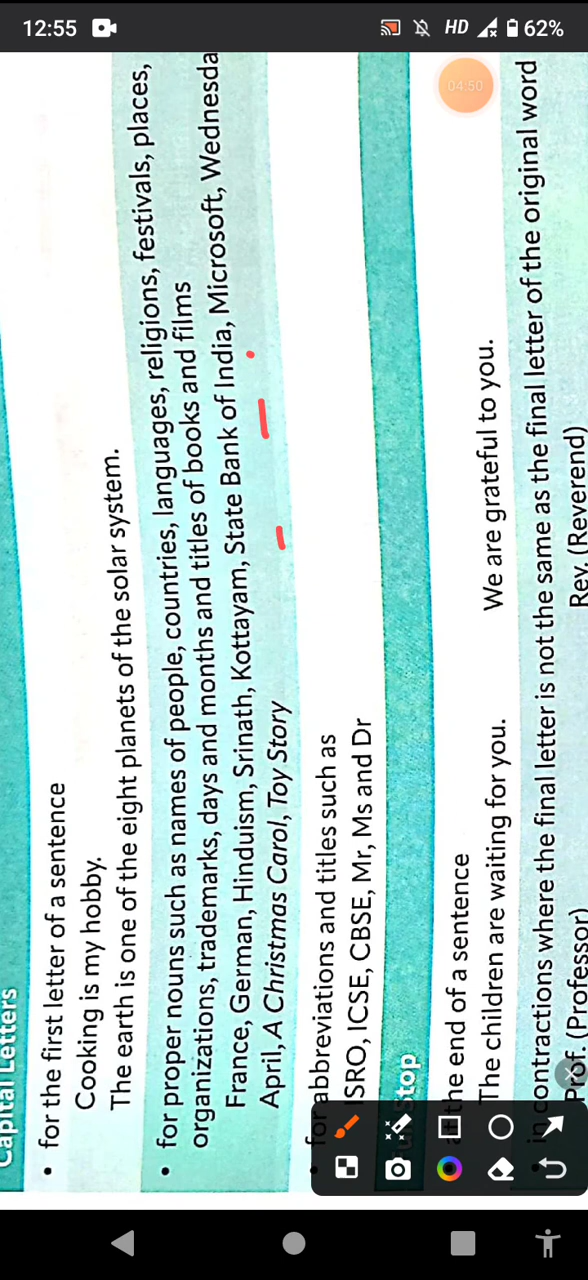 12:55
HD
62%
04:50
Capital Letters
• for the first letter of a sentence
Cooking is my hobby.
The earth is one of the eight planets of the solar system.
• for proper nouns such as names of people, countries, languages, religions, festivals, places,
organizations, trademarks, days and months and titles of books and films
France, German, Hinduism, Srinath, Kottayam, State Bank of India, Microsoft, Wednesda
April, A Christmas Carol, Toy Story
• for abbreviations and titles such as
ISRO, ICSE, CBSE, Mr, Ms and Dr
Stop
at the end of a sentence
The children are waiting for you. We are grateful to you.
• in contractions where the final letter is not the same as the final letter of the original word
Prof. (Professor) Rev. (Reverend)